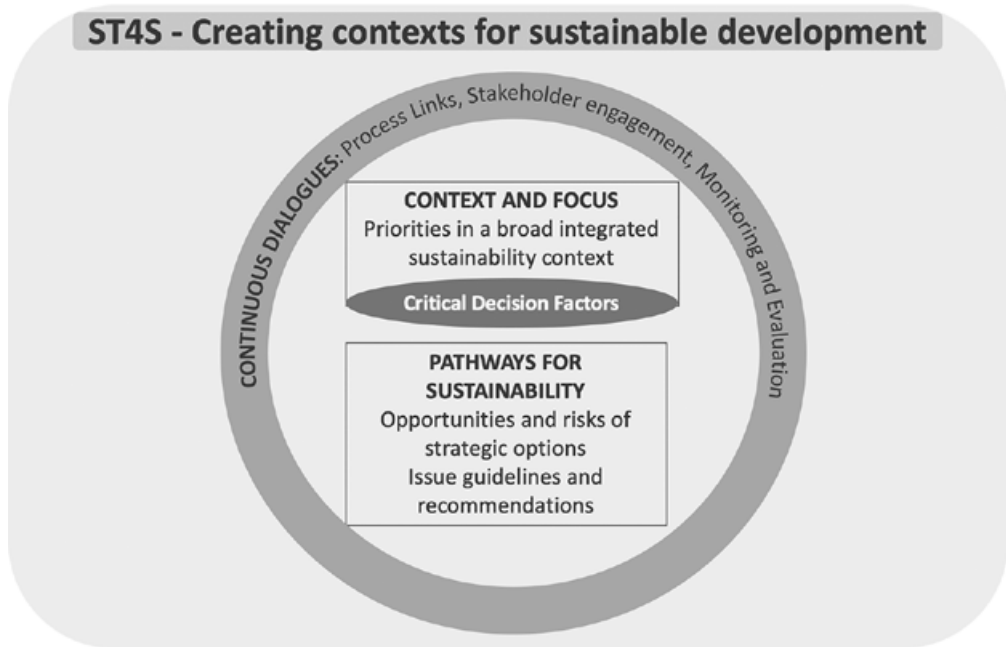 ST4S - Creating contexts for sustainable development
CONTINUOUS DIALOGUES: Process Links, Stakeholder engagement, Monitoring and Evaluation
CONTEXT AND FOCUS
Priorities in a broad integrated
sustainability context
Critical Decision Factors
PATHWAYS FOR
SUSTAINABILITY
Opportunities and risks of
strategic options
Issue guidelines and
recommendations